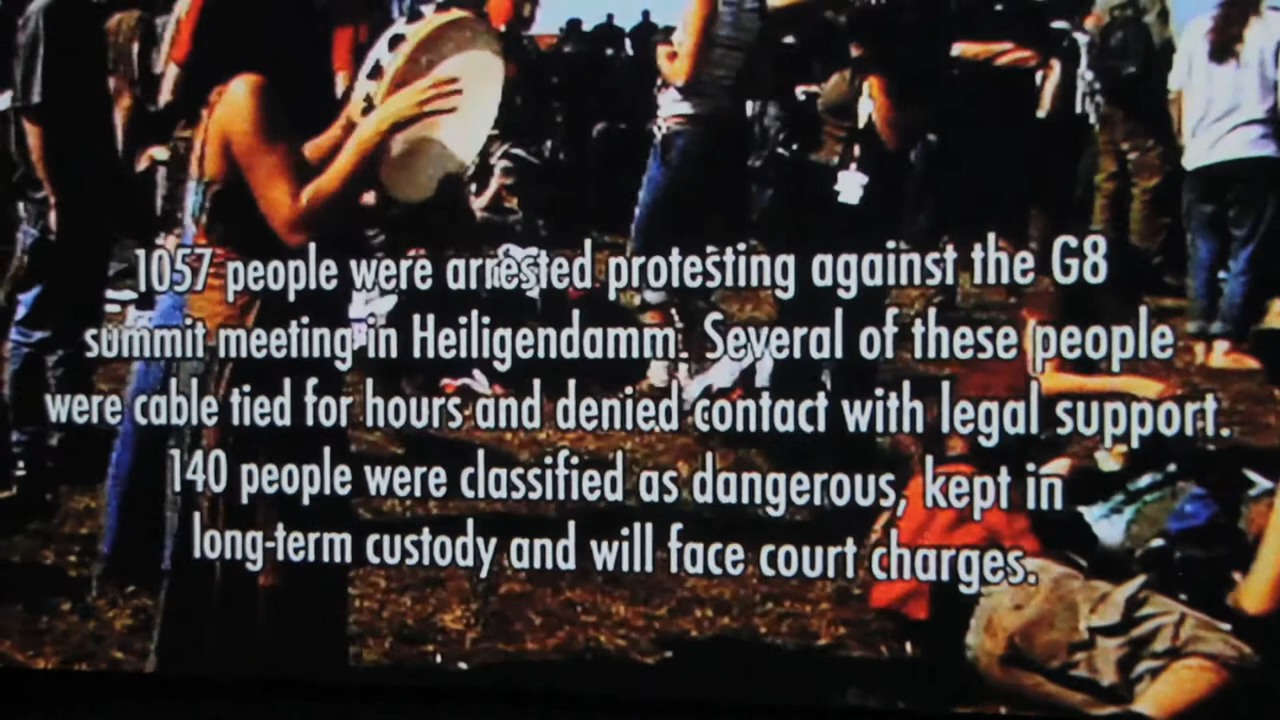 1057 people were arrested protesting against the G8
summit meeting in Heiligendamm. Several of these people
were cable tied for hours and denied contact with legal support.
140 people were classified as dangerous, kept in
long-term custody and will face court charges.